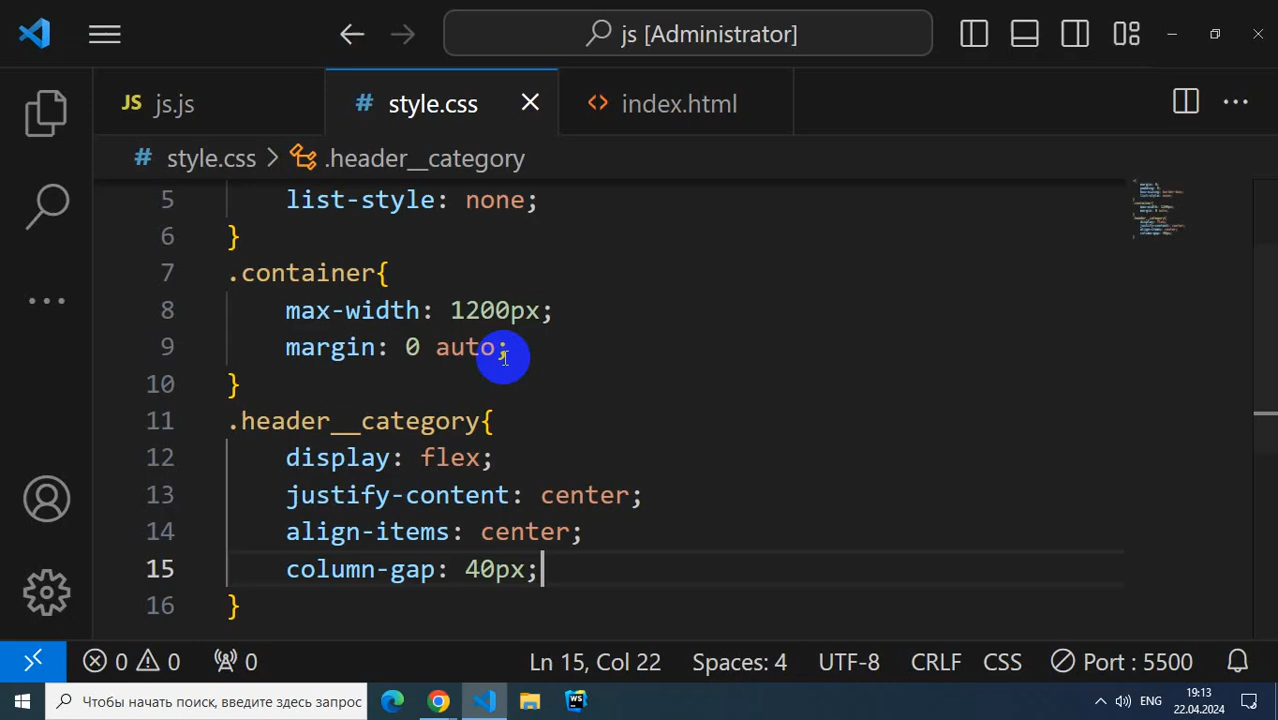 js [Administrator]
JS js.js
# style.css
<> index.html
# style.css > .header__category
5 list-style: none;
6 }
7 .container{
8 max-width: 1200px;
9 margin: 0 auto;
10 }
11 .header__category{
12 display: flex;
13 justify-content: center;
14 align-items: center;
15 column-gap: 40px;
16 }
0 0 0 Ln 15, Col 22 Spaces: 4 UTF-8 CRLF CSS Port : 5500
Чтобы начать поиск, введите здесь запрос
WS
ENG
19:13
22.04.2024